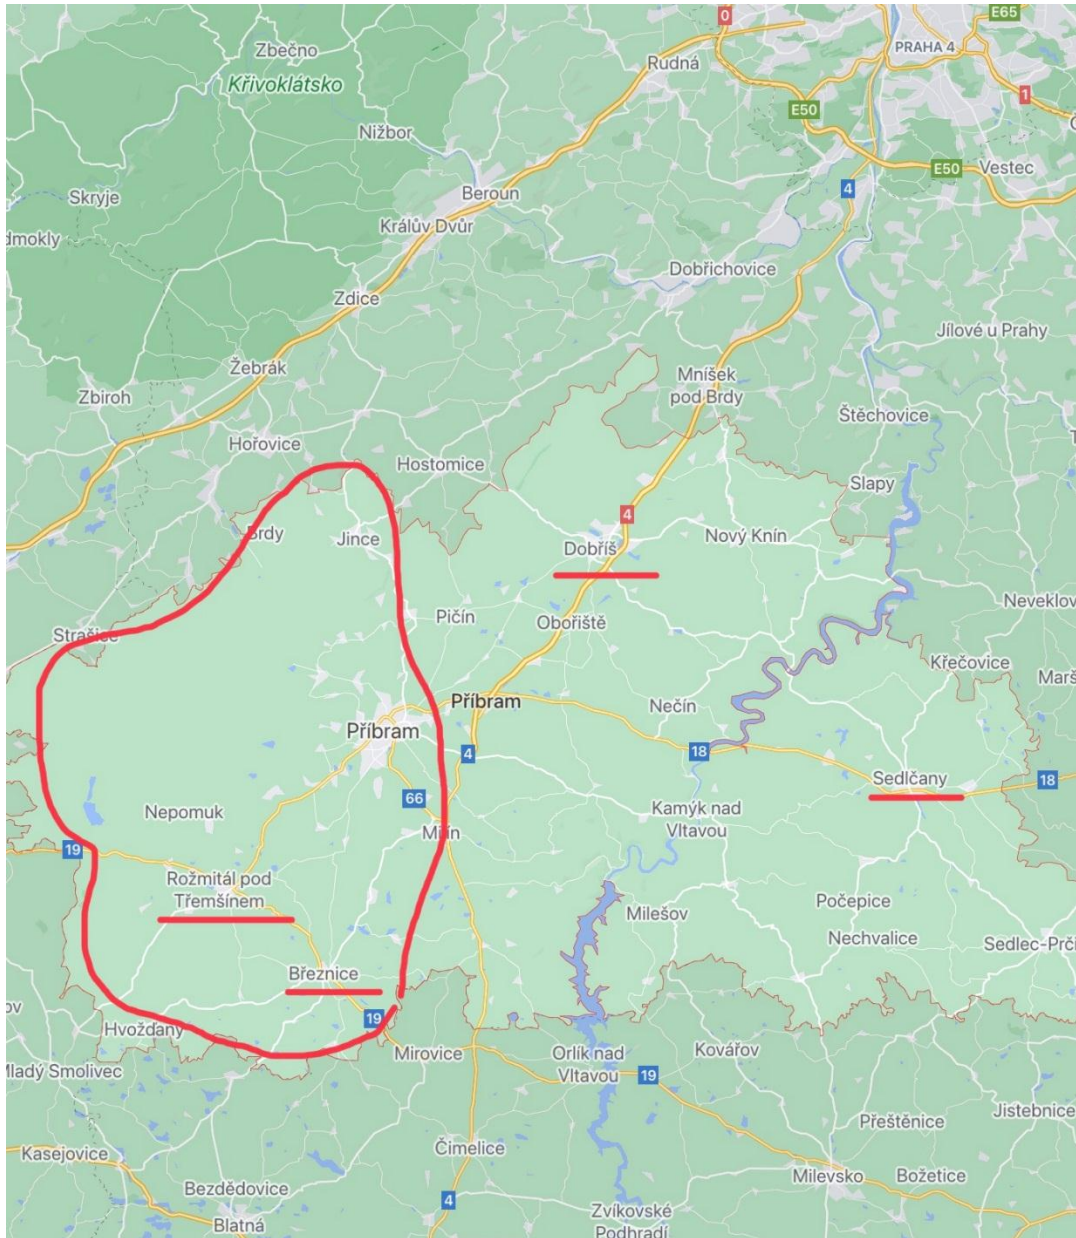 0
E65
PRAHA 4
Zbečno
Rudná
Křivoklátsko
1
E50
Nižbor
E50
Vestec
Skryje
Beroun
4
Králův Dvůr
dmokly
Dobřichovice
Zdice
Jílové u Prahy
Žebrák
Mníšek
pod Brdy
Zbiroh
Štěchovice
Hořovice
Hostomice
Slapy
4
Brdy
Jince
Dobříš
Nový Knín
Neveklov
Pičín
Obořiště
Strašice
Křečovice
Marš
Příbram
Nečín
Příbram
4
18
Sedlčany
18
66
Nepomuk
Kamýk nad
Vltavou
Milín
19
Rožmitál pod
Třemšínem
Milešov
Počepice
Nechvalice
Sedlec-Prči
Březnice
ov
19
Hvožďany
Mirovice
Orlík nad
Vltavou
Kovářov
Mladý Smolivec
19
Jistebnice
Přeštěnice
Kasejovice
Čimelice
Milevsko
Božetice
Bezdědovice
4
Zvíkovské
Podhradí
Blatná